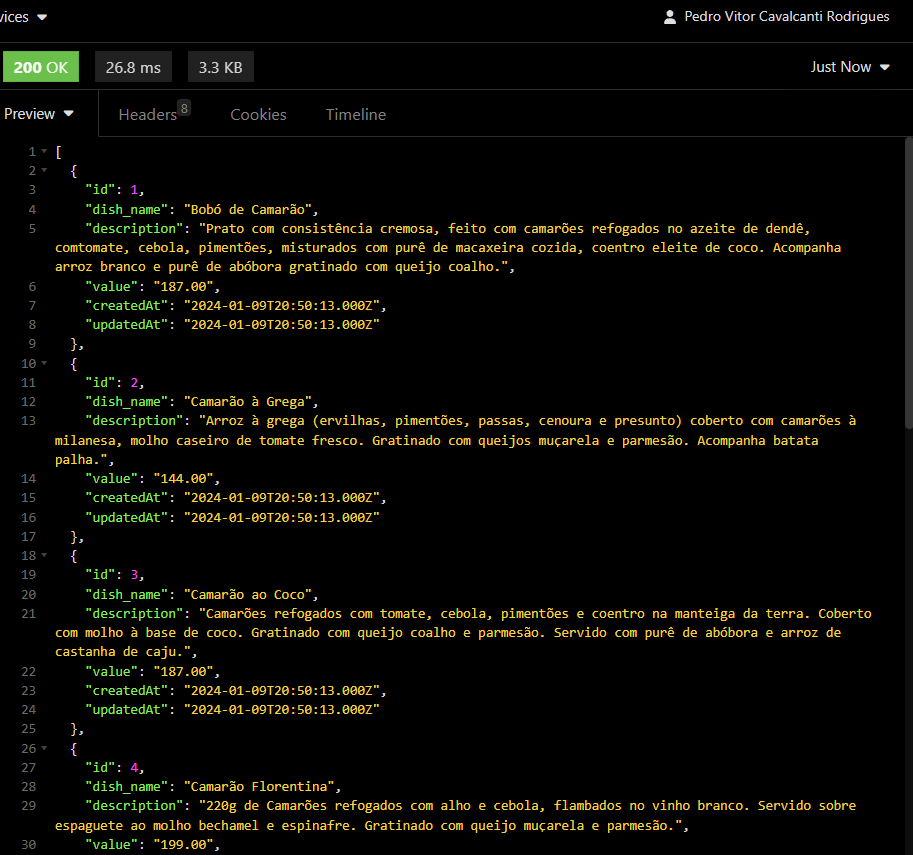 vices
Pedro Vitor Cavalcanti Rodrigues
200 OK
26.8 ms
3.3 KB
Just Now
Preview
Headers 8
Cookies
Timeline
1 [
2 {
3 "id": 1,
4 "dish_name": "Bobó de Camarão",
5 "description": "Prato com consistência cremosa, feito com camarões refogados no azeite de dendê,
comtomate, cebola, pimentões, misturados com purê de macaxeira cozida, coentro eleite de coco. Acompanha
arroz branco e purê de abóbora gratinado com queijo coalho.",
6 "value": "187.00",
7 "createdAt": "2024-01-09T20:50:13.000Z",
8 "updatedAt": "2024-01-09T20:50:13.000Z"
9 },
10 {
11 "id": 2,
12 "dish_name": "Camarão à Grega",
13 "description": "Arroz à grega (ervilhas, pimentões, passas, cenoura e presunto) coberto com camarões à
milanesa, molho caseiro de tomate fresco. Gratinado com queijos muçarela e parmesão. Acompanha batata
palha.",
14 "value": "144.00",
15 "createdAt": "2024-01-09T20:50:13.000Z",
16 "updatedAt": "2024-01-09T20:50:13.000Z"
17 },
18 {
19 "id": 3,
20 "dish_name": "Camarão ao Coco",
21 "description": "Camarões refogados com tomate, cebola, pimentões e coentro na manteiga da terra. Coberto
com molho à base de coco. Gratinado com queijo coalho e parmesão. Servido com purê de abóbora e arroz de
castanha de caju.",
22 "value": "187.00",
23 "createdAt": "2024-01-09T20:50:13.000Z",
24 "updatedAt": "2024-01-09T20:50:13.000Z"
25 },
26 {
27 "id": 4,
28 "dish_name": "Camarão Florentina",
29 "description": "220g de Camarões refogados com alho e cebola, flambados no vinho branco. Servido sobre
espaguete ao molho bechamel e espinafre. Gratinado com queijo muçarela e parmesão.",
30 "value": "199.00",